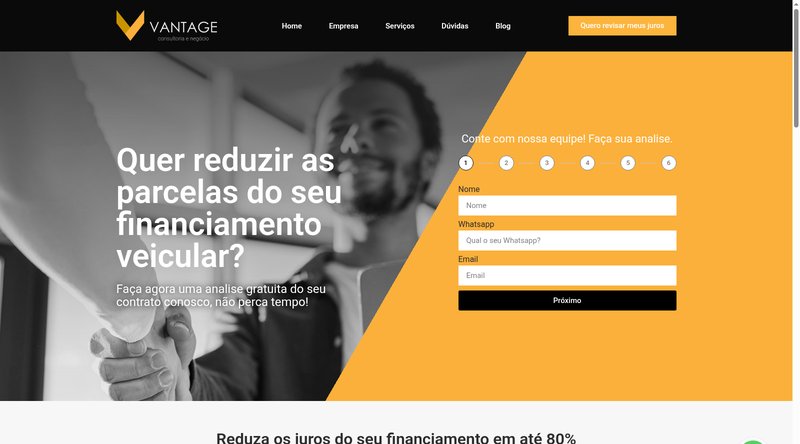 VANTAGE
consultoria e negócio
Home
Empresa
Serviços
Dúvidas
Blog
Quero revisar meus juros
Quer reduzir as
parcelas do seu
financiamento
veicular?
Faça agora uma analise gratuita do seu
contrato conosco, não perca tempo!
Conte com nossa equipe! Faça sua analise.
1 2 3 4 5 6
Nome
Nome
Whatsapp
Qual o seu Whatsapp?
Email
Email
Próximo
Reduza os juros do seu financiamento em até 80%